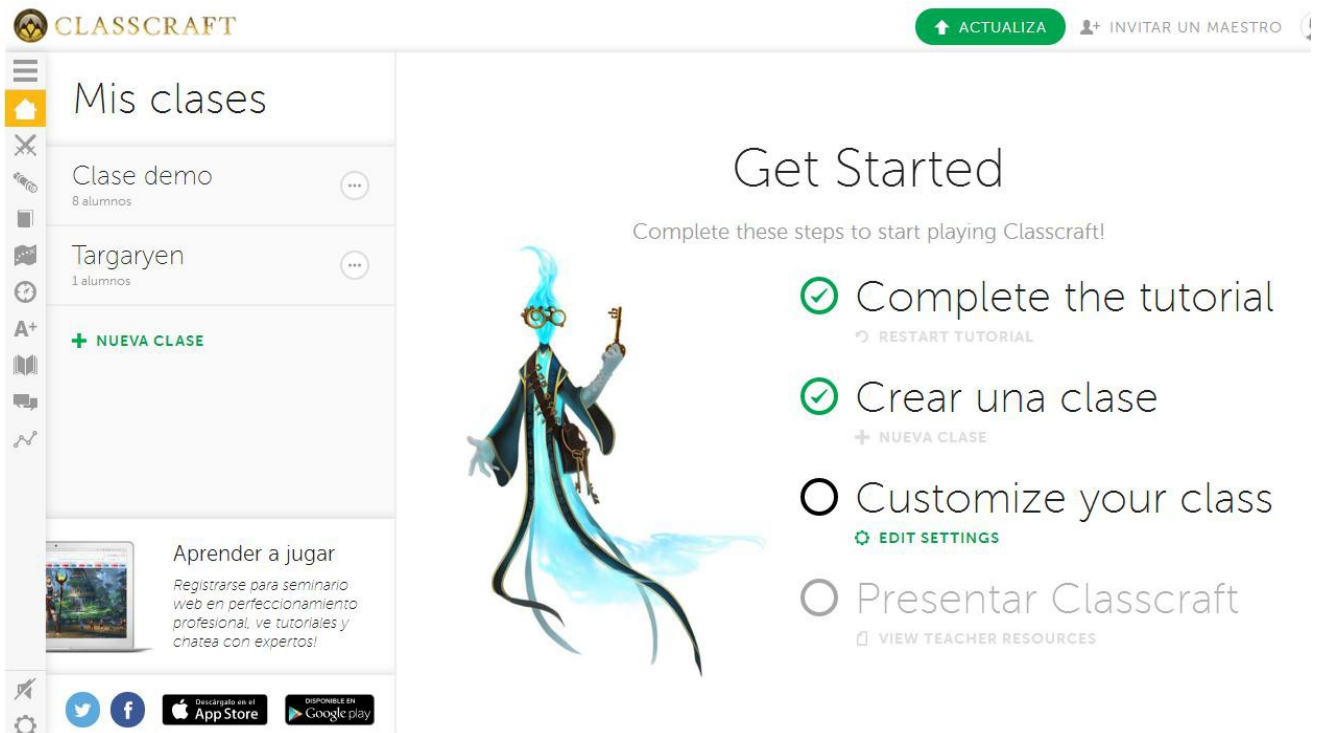 CLASSCRAFT
ACTUALIZA
INVITAR UN MAESTRO
Mis clases
Clase demo
8 alumnos
Targaryen
1 alumnos
NUEVA CLASE
Aprender a jugar
Registrarse para seminario
web en perfeccionamiento
profesional, ve tutoriales y
chatea con expertos!
Descárgalo en el
App Store
DISPONIBLE EN
Google play
A+
Get Started
Complete these steps to start playing Classcraft!
Complete the tutorial
RESTART TUTORIAL
Crear una clase
NUEVA CLASE
Customize your class
EDIT SETTINGS
Presentar Classcraft
VIEW TEACHER RESOURCES